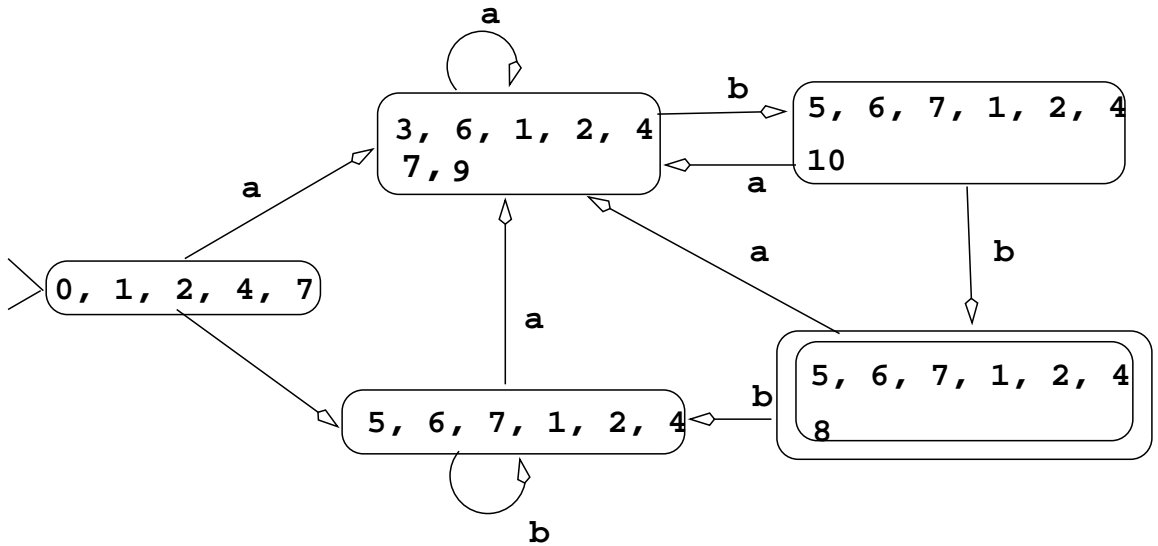 a
b
3, 6, 1, 2, 4
7, 9
5, 6, 7, 1, 2, 4
10
a
a
a
b
0, 1, 2, 4, 7
a
5, 6, 7, 1, 2, 4
8
b
5, 6, 7, 1, 2, 4
b